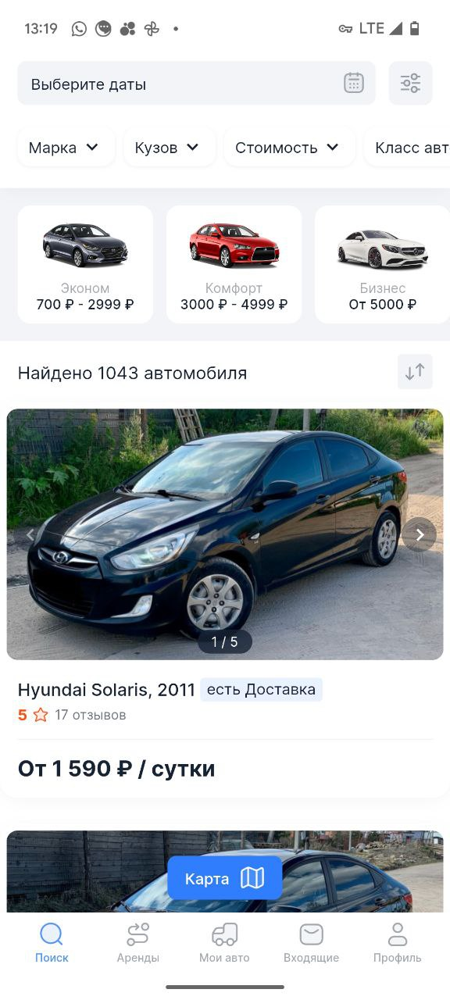 13:19 LTE
Выберите даты
Марка Кузов Стоимость Класс авт
Эконом Комфорт Бизнес
700 ₽ - 2999 ₽ 3000 ₽ - 4999 ₽ От 5000 ₽
Найдено 1043 автомобиля
1 / 5
Hyundai Solaris, 2011 есть Доставка
5 17 отзывов
От 1 590 ₽ / сутки
Карта
Поиск Аренды Мои авто Входящие Профиль